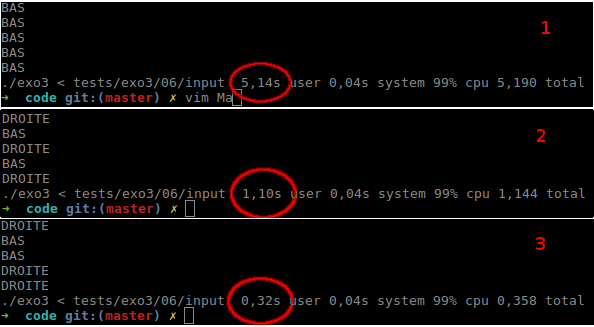 BAS
BAS
BAS
BAS
BAS
1
./exo3 < tests/exo3/06/input  5,14s user 0,04s system 99% cpu 5,190 total
➜  code git:(master) ✗ vim Ma
DROITE
BAS
DROITE
BAS
DROITE
2
./exo3 < tests/exo3/06/input  1,10s user 0,04s system 99% cpu 1,144 total
➜  code git:(master) ✗
DROITE
BAS
BAS
DROITE
DROITE
3
./exo3 < tests/exo3/06/input  0,32s user 0,04s system 99% cpu 0,358 total
➜  code git:(master) ✗